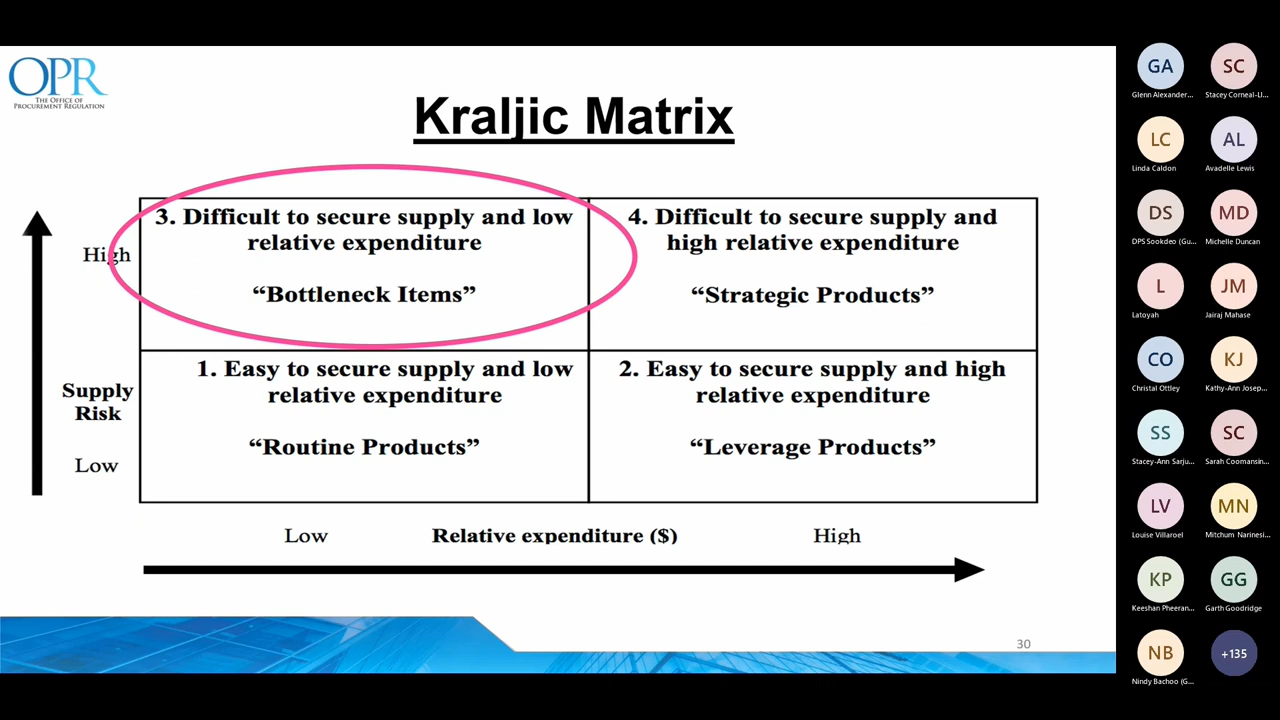 OPR
THE OFFICE OF
PROCUREMENT REGULATION
Kraljic Matrix
3. Difficult to secure supply and low
relative expenditure
“Bottleneck Items”
4. Difficult to secure supply and
high relative expenditure
“Strategic Products”
High
1. Easy to secure supply and low
relative expenditure
“Routine Products”
2. Easy to secure supply and high
relative expenditure
“Leverage Products”
Supply
Risk
Low
Low
Relative expenditure ($)
High
30
GA
Glenn Alexander...
SC
Stacey Corneal-Ll...
LC
Linda Caldon
AL
Avadelle Lewis
DS
DPS Sookdeo (Gu...
MD
Michelle Duncan
L
Latoyah
JM
Jairaj Mahase
CO
Christal Ottley
KJ
Kathy-Ann Josep...
SS
Stacey-Ann Sarju...
SC
Sarah Coomansin...
LV
Louise Villaroel
MN
Mitchum Narinesi...
KP
Keeshan Pheeran...
GG
Garth Goodridge
NB
Nindy Bachoo (G...
+135